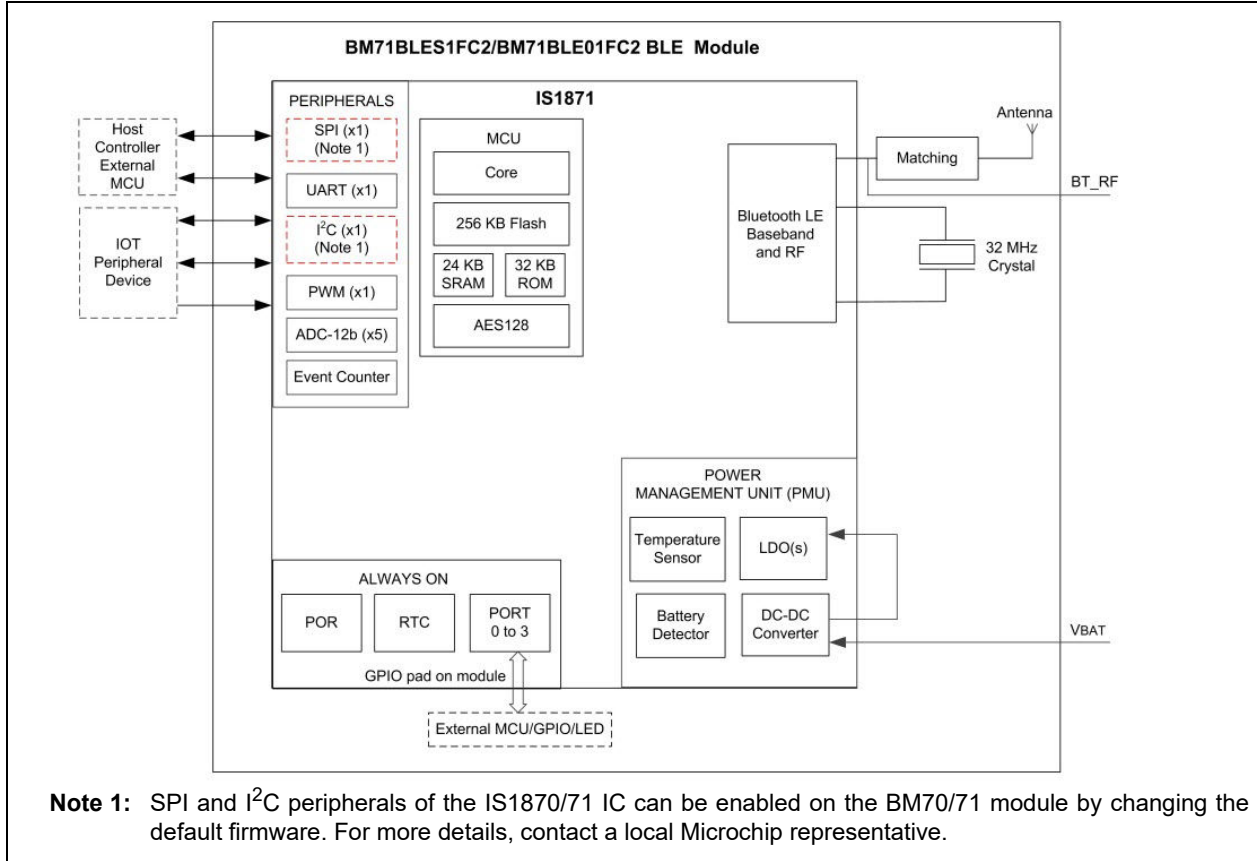 BM71BLES1FC2/BM71BLE01FC2 BLE Module
IS1871
PERIPHERALS
SPI (x1)
(Note 1)
UART (x1)
I²C (x1)
(Note 1)
PWM (x1)
ADC-12b (x5)
Event Counter
Host
Controller
External
MCU
IOT
Peripheral
Device
MCU
Core
256 KB Flash
24 KB
SRAM
32 KB
ROM
AES128
Bluetooth LE
Baseband
and RF
Matching
Antenna
BT_RF
32 MHz
Crystal
POWER
MANAGEMENT UNIT (PMU)
Temperature
Sensor
LDO(s)
Battery
Detector
DC-DC
Converter
VBAT
ALWAYS ON
POR
RTC
PORT
0 to 3
GPIO pad on module
External MCU/GPIO/LED
Note 1: SPI and I²C peripherals of the IS1870/71 IC can be enabled on the BM70/71 module by changing the
default firmware. For more details, contact a local Microchip representative.